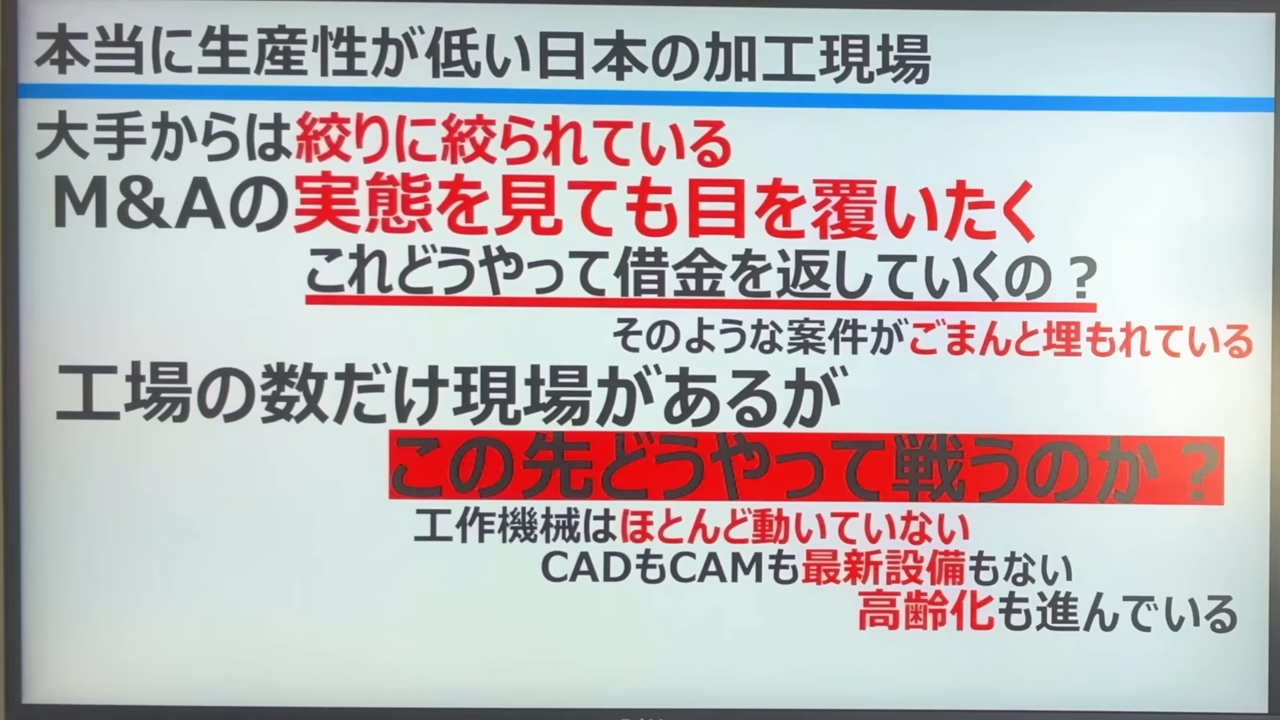 本当に生産性が低い日本の加工現場
大手からは絞りに絞られている
M&Aの実態を見ても目を覆いたく
これどうやって借金を返していくの？
そのような案件がごまんと埋もれている
工場の数だけ現場があるが
この先どうやって戦うのか？
工作機械はほとんど動いていない
CADもCAMも最新設備もない
高齢化も進んでいる